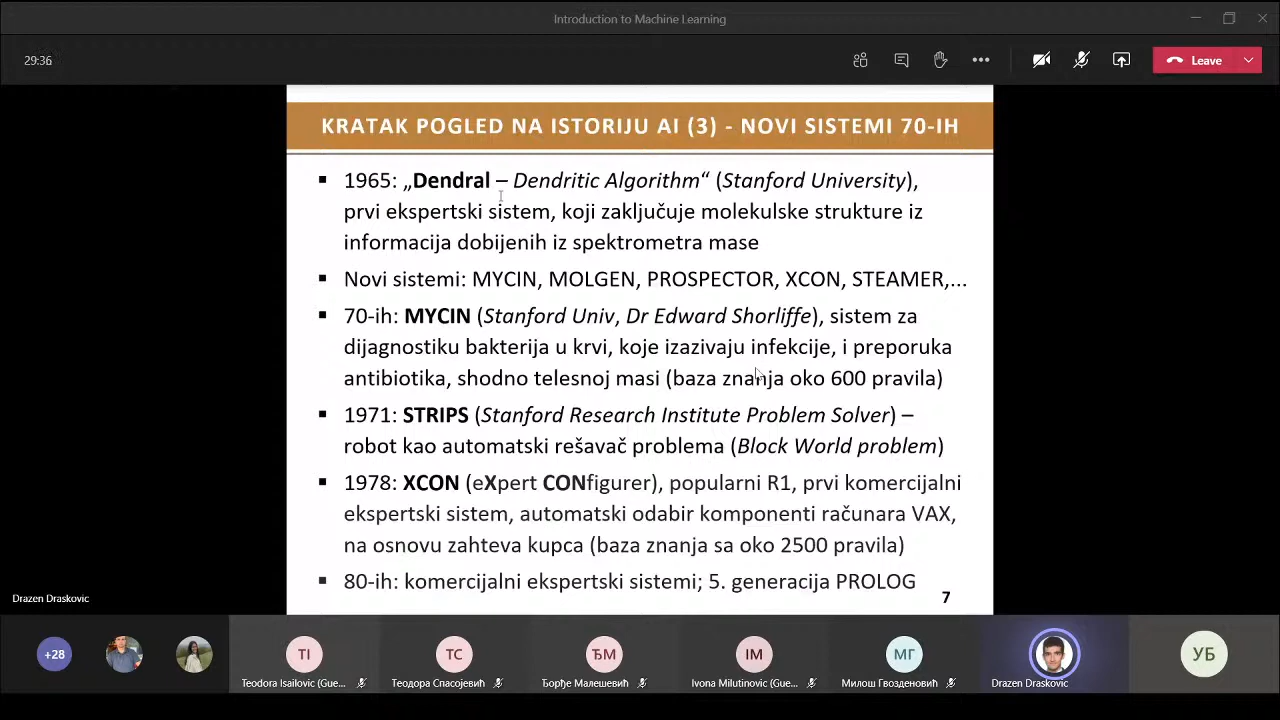 Introduction to Machine Learning
29:36
Leave
KRATAK POGLED NA ISTORIJU AI (3) - NOVI SISTEMI 70-IH
▪ 1965: „Dendral – Dendritic Algorithm“ (Stanford University),
prvi ekspertski sistem, koji zaključuje molekulske strukture iz
informacija dobijenih iz spektrometra mase
▪ Novi sistemi: MYCIN, MOLGEN, PROSPECTOR, XCON, STEAMER,...
▪ 70-ih: MYCIN (Stanford Univ, Dr Edward Shorliffe), sistem za
dijagnostiku bakterija u krvi, koje izazivaju infekcije, i preporuka
antibiotika, shodno telesnoj masi (baza znanja oko 600 pravila)
▪ 1971: STRIPS (Stanford Research Institute Problem Solver) –
robot kao automatski rešavač problema (Block World problem)
▪ 1978: XCON (eXpert CONfigurer), popularni R1, prvi komercijalni
ekspertski sistem, automatski odabir komponenti računara VAX,
na osnovu zahteva kupca (baza znanja sa oko 2500 pravila)
▪ 80-ih: komercijalni ekspertski sistemi; 5. generacija PROLOG
7
Drazen Draskovic
+28
TI
TC
ЂM
IM
МГ
УБ
Teodora Isailovic (Gue...
Теодора Спасојевић
Ђорђе Малешевић
Ivona Milutinovic (Gue...
Милош Гвозденовић
Drazen Draskovic